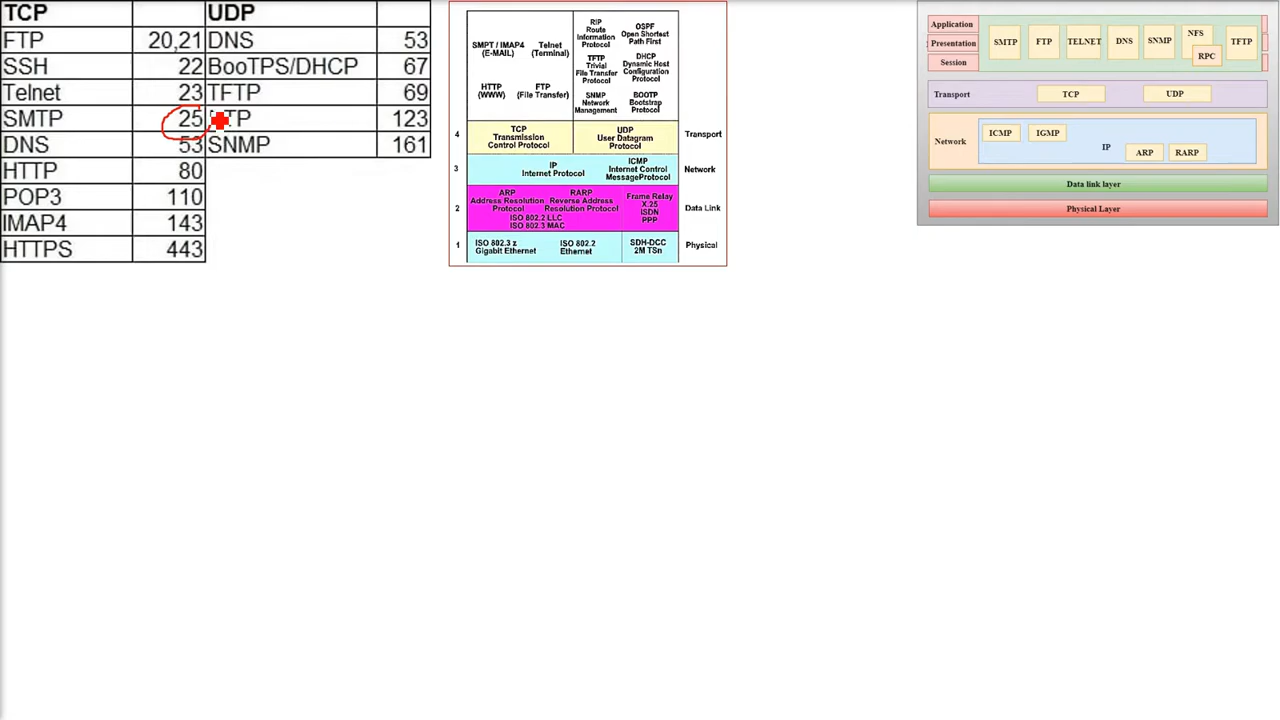 TCP UDP
FTP 20,21 DNS 53
SSH 22 BooTPS/DHCP 67
Telnet 23 TFTP 69
SMTP 25 TP 123
DNS 53 SNMP 161
HTTP 80
POP3 110
IMAP4 143
HTTPS 443
SMPT / IMAP4
(E-MAIL)
Telnet
(Terminal)
HTTP
(WWW)
FTP
(File Transfer)
RIP
Route
Information
Protocol
OSPF
Open Shortest
Path First
TFTP
Trivial
File Transfer
Protocol
DHCP
Dynamic Host
Configuration
Protocol
SNMP
Network
Management
BOOTP
Bootstrap
Protocol
4
TCP
Transmission
Control Protocol
UDP
User Datagram
Protocol
Transport
3
IP
Internet Protocol
ICMP
Internet Control
MessageProtocol
Network
2
ARP
Address Resolution
Protocol
RARP
Reverse Address
Resolution Protocol
ISO 802.2 LLC
ISO 802.3 MAC
Frame Relay
X.25
ISDN
PPP
Data Link
1
ISO 802.3 z
Gigabit Ethernet
ISO 802.2
Ethernet
SDH-DCC
2M TSn
Physical
Application
Presentation
Session
SMTP FTP TELNET DNS SNMP NFS RPC TFTP
Transport TCP UDP
Network
ICMP IGMP
IP
ARP RARP
Data link layer
Physical Layer